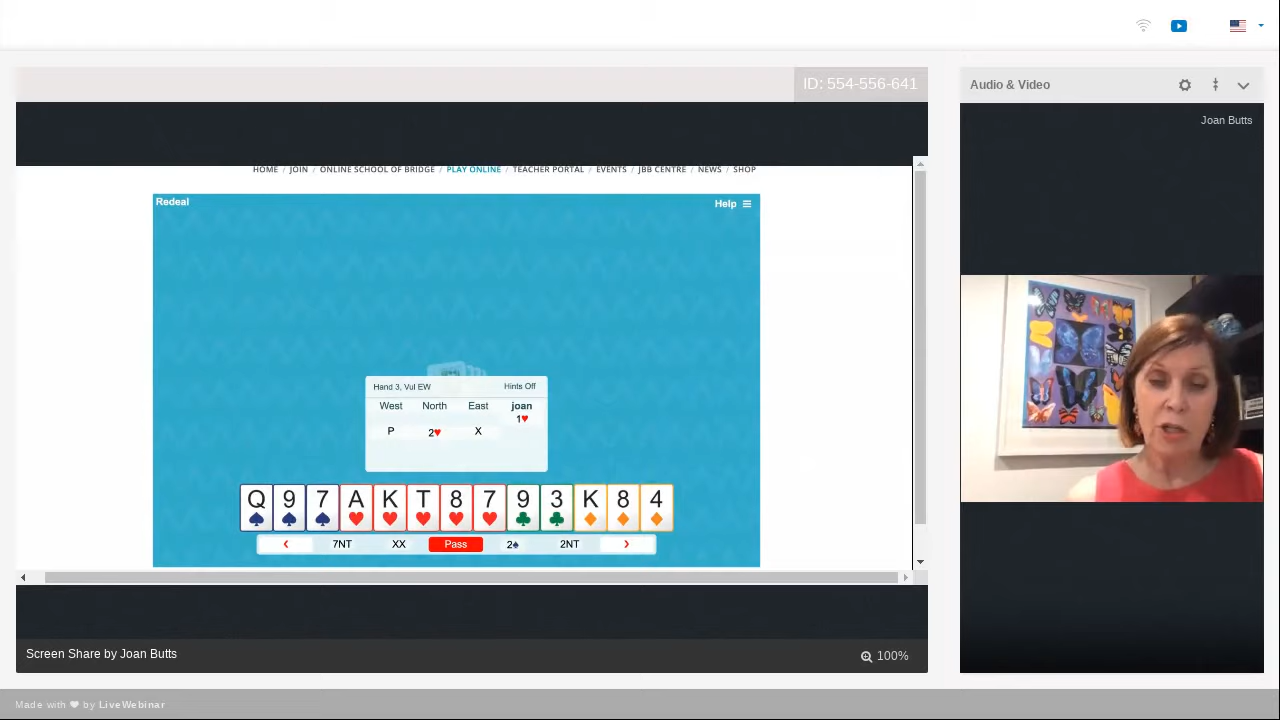 ID: 554-556-641
Audio & Video
Joan Butts
HOME / JOIN / ONLINE SCHOOL OF BRIDGE / PLAY ONLINE / TEACHER PORTAL / EVENTS / JBB CENTRE / NEWS / SHOP
Redeal
Help
Hand 3, Vul EW Hints Off
West North East joan
1♥
P 2♥ X
Q 9 7 A K T 8 7 9 3 K 8 4
♠ ♠ ♠ ♥ ♥ ♥ ♥ ♥ ♣ ♣ ♦ ♦ ♦
7NT XX Pass 2♠ 2NT
Screen Share by Joan Butts
100%
Made with ❤ by LiveWebinar